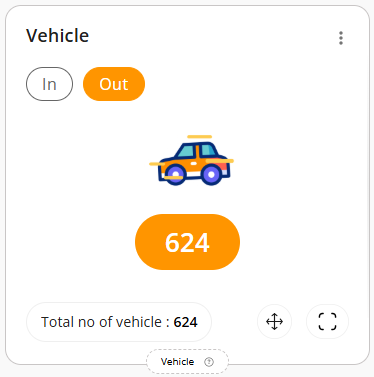 Vehicle
In
Out
624
Total no of vehicle : 624
Vehicle ?